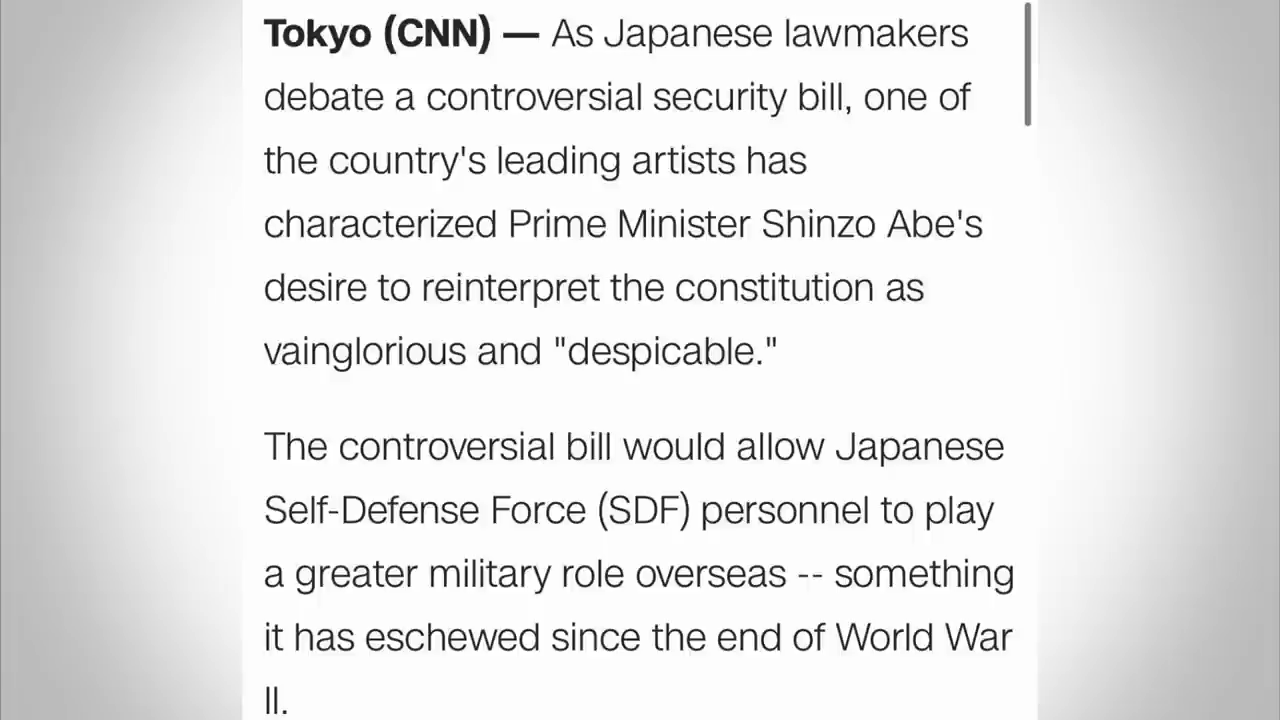 Tokyo (CNN) — As Japanese lawmakers
debate a controversial security bill, one of
the country's leading artists has
characterized Prime Minister Shinzo Abe's
desire to reinterpret the constitution as
vainglorious and "despicable."
The controversial bill would allow Japanese
Self-Defense Force (SDF) personnel to play
a greater military role overseas -- something
it has eschewed since the end of World War
II.